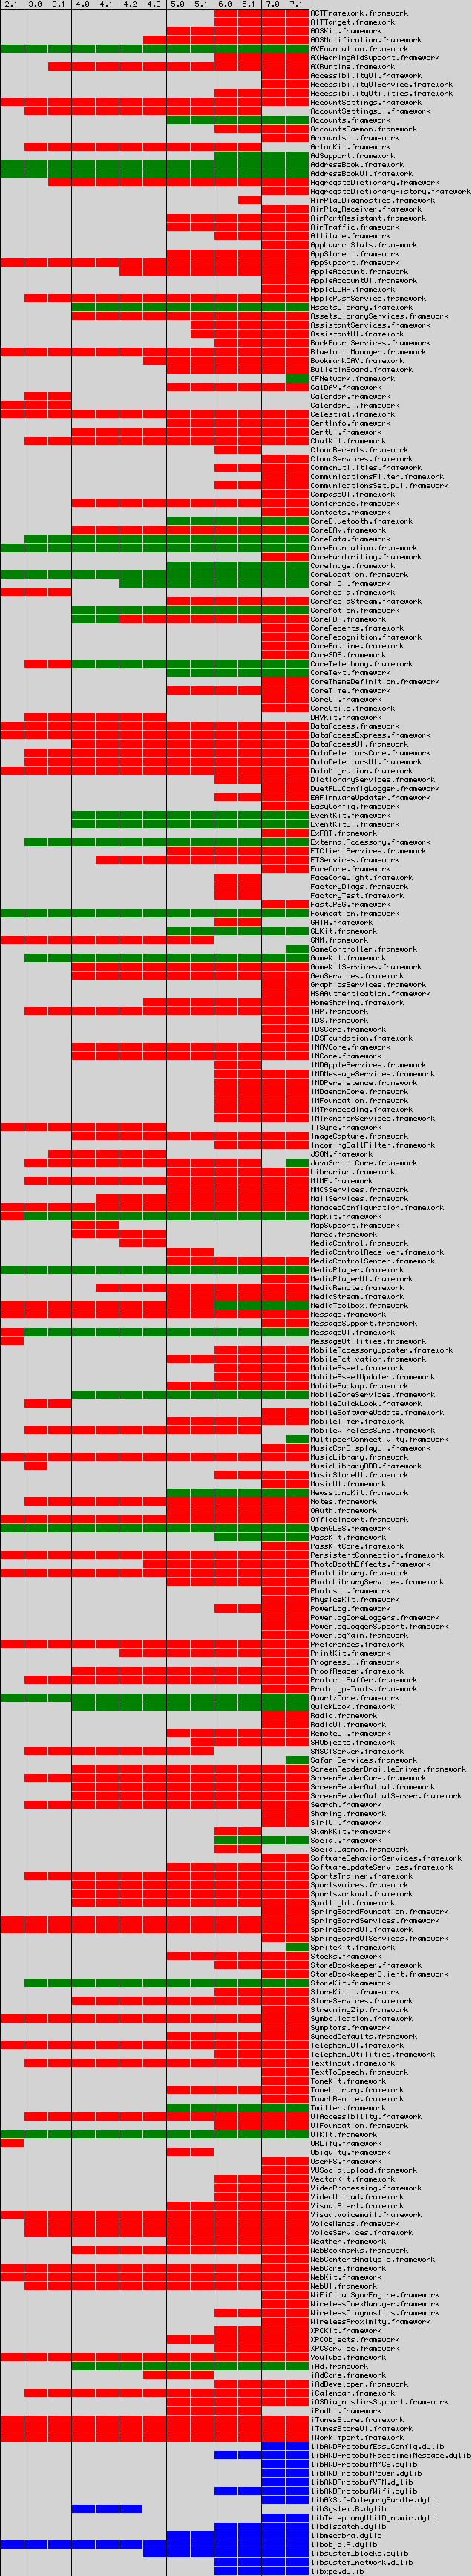 2.1 3.0 3.1 4.0 4.1 4.2 4.3 5.0 5.1 6.0 6.1 7.0 7.1
ACTFramework.framework
AITTarget.framework
AOSKit.framework
AOSNotification.framework
AVFoundation.framework
AXHearingAidSupport.framework
AXRuntime.framework
AccessibilityUI.framework
AccessibilityUIService.framework
AccessibilityUtilities.framework
AccountSettings.framework
AccountSettingsUI.framework
Accounts.framework
AccountsDaemon.framework
AccountsUI.framework
ActorKit.framework
AdSupport.framework
AddressBook.framework
AddressBookUI.framework
AggregateDictionary.framework
AggregateDictionaryHistory.framework
AirPlayDiagnostics.framework
AirPlayReceiver.framework
AirPortAssistant.framework
AirTraffic.framework
Altitude.framework
AppLaunchStats.framework
AppStoreUI.framework
AppSupport.framework
AppleAccount.framework
AppleAccountUI.framework
AppleLDAP.framework
ApplePushService.framework
AssetsLibrary.framework
AssetsLibraryServices.framework
AssistantServices.framework
AssistantUI.framework
BackBoardServices.framework
BluetoothManager.framework
BookmarkDAV.framework
BulletinBoard.framework
CFNetwork.framework
CalDAV.framework
Calendar.framework
CalendarUI.framework
Celestial.framework
CertInfo.framework
CertUI.framework
ChatKit.framework
CloudRecents.framework
CloudServices.framework
CommonUtilities.framework
CommunicationsFilter.framework
CommunicationsSetupUI.framework
CompassUI.framework
Conference.framework
Contacts.framework
CoreBluetooth.framework
CoreDAV.framework
CoreData.framework
CoreFoundation.framework
CoreHandwriting.framework
CoreImage.framework
CoreLocation.framework
CoreMIDI.framework
CoreMedia.framework
CoreMediaStream.framework
CoreMotion.framework
CorePDF.framework
CoreRecents.framework
CoreRecognition.framework
CoreRoutine.framework
CoreSDB.framework
CoreTelephony.framework
CoreText.framework
CoreThemeDefinition.framework
CoreTime.framework
CoreUI.framework
CoreUtils.framework
DAVKit.framework
DataAccess.framework
DataAccessExpress.framework
DataAccessUI.framework
DataDetectorsCore.framework
DataDetectorsUI.framework
DataMigration.framework
DictionaryServices.framework
DuetPLLConfigLogger.framework
EAFirmwareUpdater.framework
EasyConfig.framework
EventKit.framework
EventKitUI.framework
ExFAT.framework
ExternalAccessory.framework
FTClientServices.framework
FTServices.framework
FaceCore.framework
FaceCoreLight.framework
FactoryDiags.framework
FactoryTest.framework
FastJPEG.framework
Foundation.framework
GAIA.framework
GLKit.framework
GMM.framework
GameController.framework
GameKit.framework
GameKitServices.framework
GeoServices.framework
GraphicsServices.framework
HSAAuthentication.framework
HomeSharing.framework
IAP.framework
IDS.framework
IDSCore.framework
IDSFoundation.framework
IMAVCore.framework
IMCore.framework
IMDAppleServices.framework
IMDMessageServices.framework
IMDPersistence.framework
IMDaemonCore.framework
IMFoundation.framework
IMTranscoding.framework
IMTransferServices.framework
ITSync.framework
ImageCapture.framework
IncomingCallFilter.framework
JSON.framework
JavaScriptCore.framework
Librarian.framework
MIME.framework
MMCSServices.framework
MailServices.framework
ManagedConfiguration.framework
MapKit.framework
MapSupport.framework
Marco.framework
MediaControl.framework
MediaControlReceiver.framework
MediaControlSender.framework
MediaPlayer.framework
MediaPlayerUI.framework
MediaRemote.framework
MediaStream.framework
MediaToolbox.framework
Message.framework
MessageSupport.framework
MessageUI.framework
MessageUtilities.framework
MobileAccessoryUpdater.framework
MobileActivation.framework
MobileAsset.framework
MobileAssetUpdater.framework
MobileBackup.framework
MobileCoreServices.framework
MobileQuickLook.framework
MobileSoftwareUpdate.framework
MobileTimer.framework
MobileWirelessSync.framework
MultipeerConnectivity.framework
MusicCarDisplayUI.framework
MusicLibrary.framework
MusicLibraryDDB.framework
MusicStoreUI.framework
MusicUI.framework
NewsstandKit.framework
Notes.framework
OAuth.framework
OfficeImport.framework
OpenGLES.framework
PassKit.framework
PassKitCore.framework
PersistentConnection.framework
PhotoBoothEffects.framework
PhotoLibrary.framework
PhotoLibraryServices.framework
PhotosUI.framework
PhysicsKit.framework
PowerLog.framework
PowerlogCoreLoggers.framework
PowerlogLoggerSupport.framework
PowerlogMain.framework
Preferences.framework
PrintKit.framework
ProgressUI.framework
ProofReader.framework
ProtocolBuffer.framework
PrototypeTools.framework
QuartzCore.framework
QuickLook.framework
Radio.framework
RadioUI.framework
RemoteUI.framework
SAObjects.framework
SMSCTServer.framework
SafariServices.framework
ScreenReaderBrailleDriver.framework
ScreenReaderCore.framework
ScreenReaderOutput.framework
ScreenReaderOutputServer.framework
Search.framework
Sharing.framework
SiriUI.framework
SkankKit.framework
Social.framework
SocialDaemon.framework
SoftwareBehaviorServices.framework
SoftwareUpdateServices.framework
SportsTrainer.framework
SportsVoices.framework
SportsWorkout.framework
Spotlight.framework
SpringBoardFoundation.framework
SpringBoardServices.framework
SpringBoardUI.framework
SpringBoardUIServices.framework
SpriteKit.framework
Stocks.framework
StoreBookkeeper.framework
StoreBookkeeperClient.framework
StoreKit.framework
StoreKitUI.framework
StoreServices.framework
StreamingZip.framework
Symbolication.framework
Symptoms.framework
SyncedDefaults.framework
TelephonyUI.framework
TelephonyUtilities.framework
TextInput.framework
TextToSpeech.framework
ToneKit.framework
ToneLibrary.framework
TouchRemote.framework
Twitter.framework
UIAccessibility.framework
UIFoundation.framework
UIKit.framework
URLify.framework
Ubiquity.framework
UserFS.framework
VUSocialUpload.framework
VectorKit.framework
VideoProcessing.framework
VideoUpload.framework
VisualAlert.framework
VisualVoicemail.framework
VoiceMemos.framework
VoiceServices.framework
Weather.framework
WebBookmarks.framework
WebContentAnalysis.framework
WebCore.framework
WebKit.framework
WebUI.framework
WiFiCloudSyncEngine.framework
WirelessCoexManager.framework
WirelessDiagnostics.framework
WirelessProximity.framework
XPCKit.framework
XPCObjects.framework
XPCService.framework
YouTube.framework
iAd.framework
iAdCore.framework
iAdDeveloper.framework
iCalendar.framework
iOSDiagnosticsSupport.framework
iPodUI.framework
iTunesStore.framework
iTunesStoreUI.framework
iWorkImport.framework
libAWDProtobufEasyConfig.dylib
libAWDProtobufFacetimeiMessage.dylib
libAWDProtobufMMCS.dylib
libAWDProtobufPower.dylib
libAWDProtobufVPN.dylib
libAWDProtobufWifi.dylib
libAXSafeCategoryBundle.dylib
libSystem.B.dylib
libTelephonyUtilDynamic.dylib
libdispatch.dylib
libmecabra.dylib
libobjc.A.dylib
libsystem_blocks.dylib
libsystem_network.dylib
libxpc.dylib